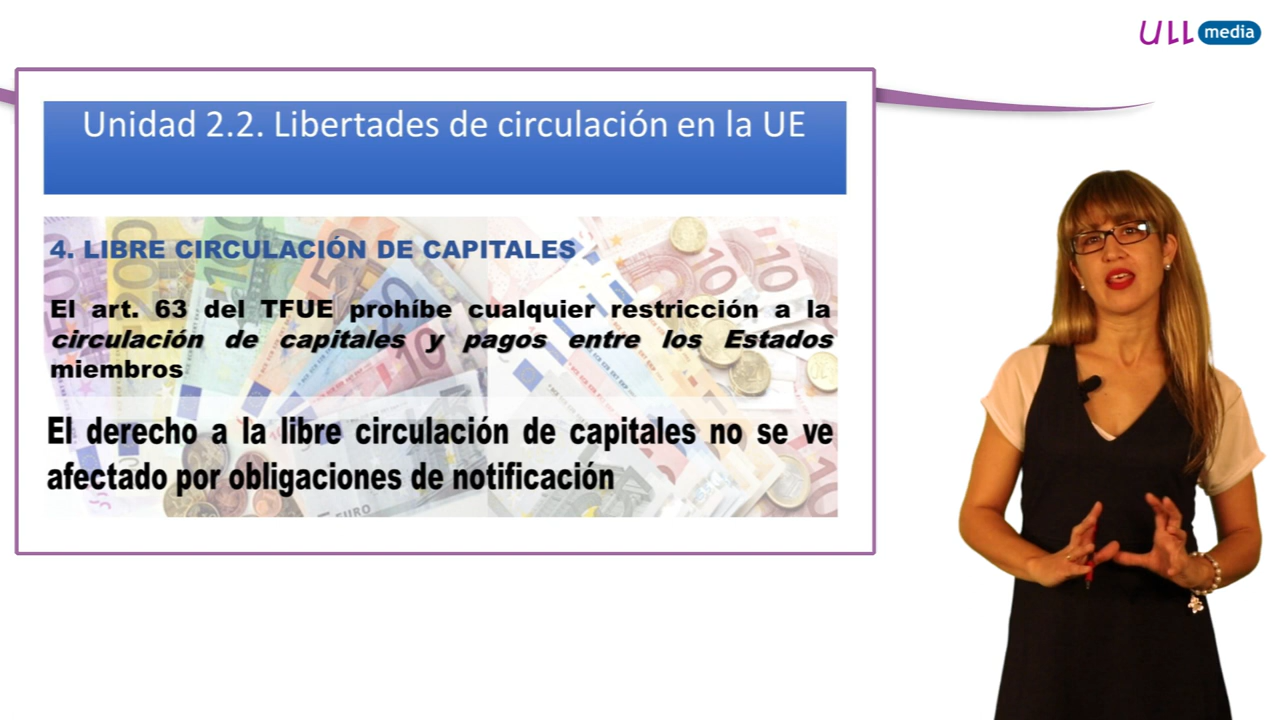 ULL media
Unidad 2.2. Libertades de circulación en la UE
4. LIBRE CIRCULACIÓN DE CAPITALES
El art. 63 del TFUE prohíbe cualquier restricción a la
circulación de capitales y pagos entre los Estados
miembros
El derecho a la libre circulación de capitales no se ve
afectado por obligaciones de notificación